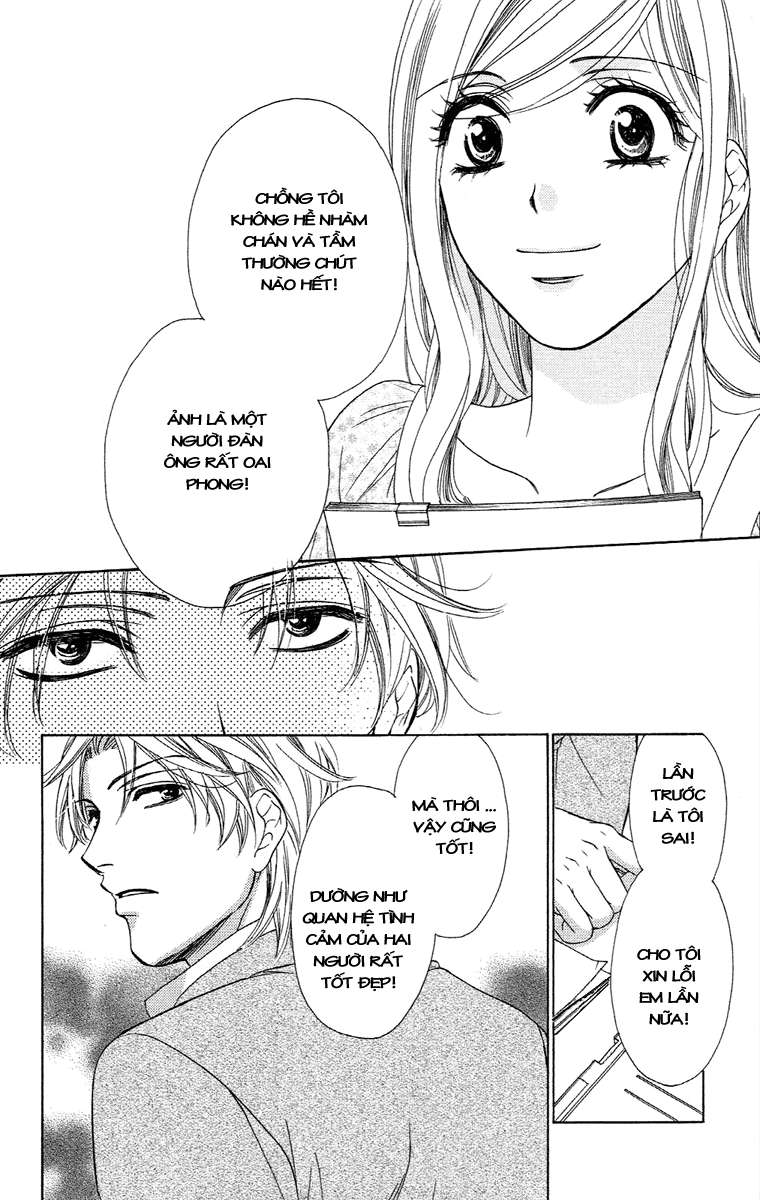 CHỒNG TÔI
KHÔNG HỀ NHÀM
CHÁN VÀ TẦM
THƯỜNG CHÚT
NÀO HẾT!
ẢNH LÀ MỘT
NGƯỜI ĐÀN
ÔNG RẤT OAI
PHONG!
LẦN
TRƯỚC
LÀ TÔI
SAI!
CHO TÔI
XIN LỖI
EM LẦN
NỮA!
MÀ THÔI ...
VẬY CŨNG
TỐT!
DƯỜNG NHƯ
QUAN HỆ TÌNH
CẢM CỦA HAI
NGƯỜI RẤT
TỐT ĐẸP!